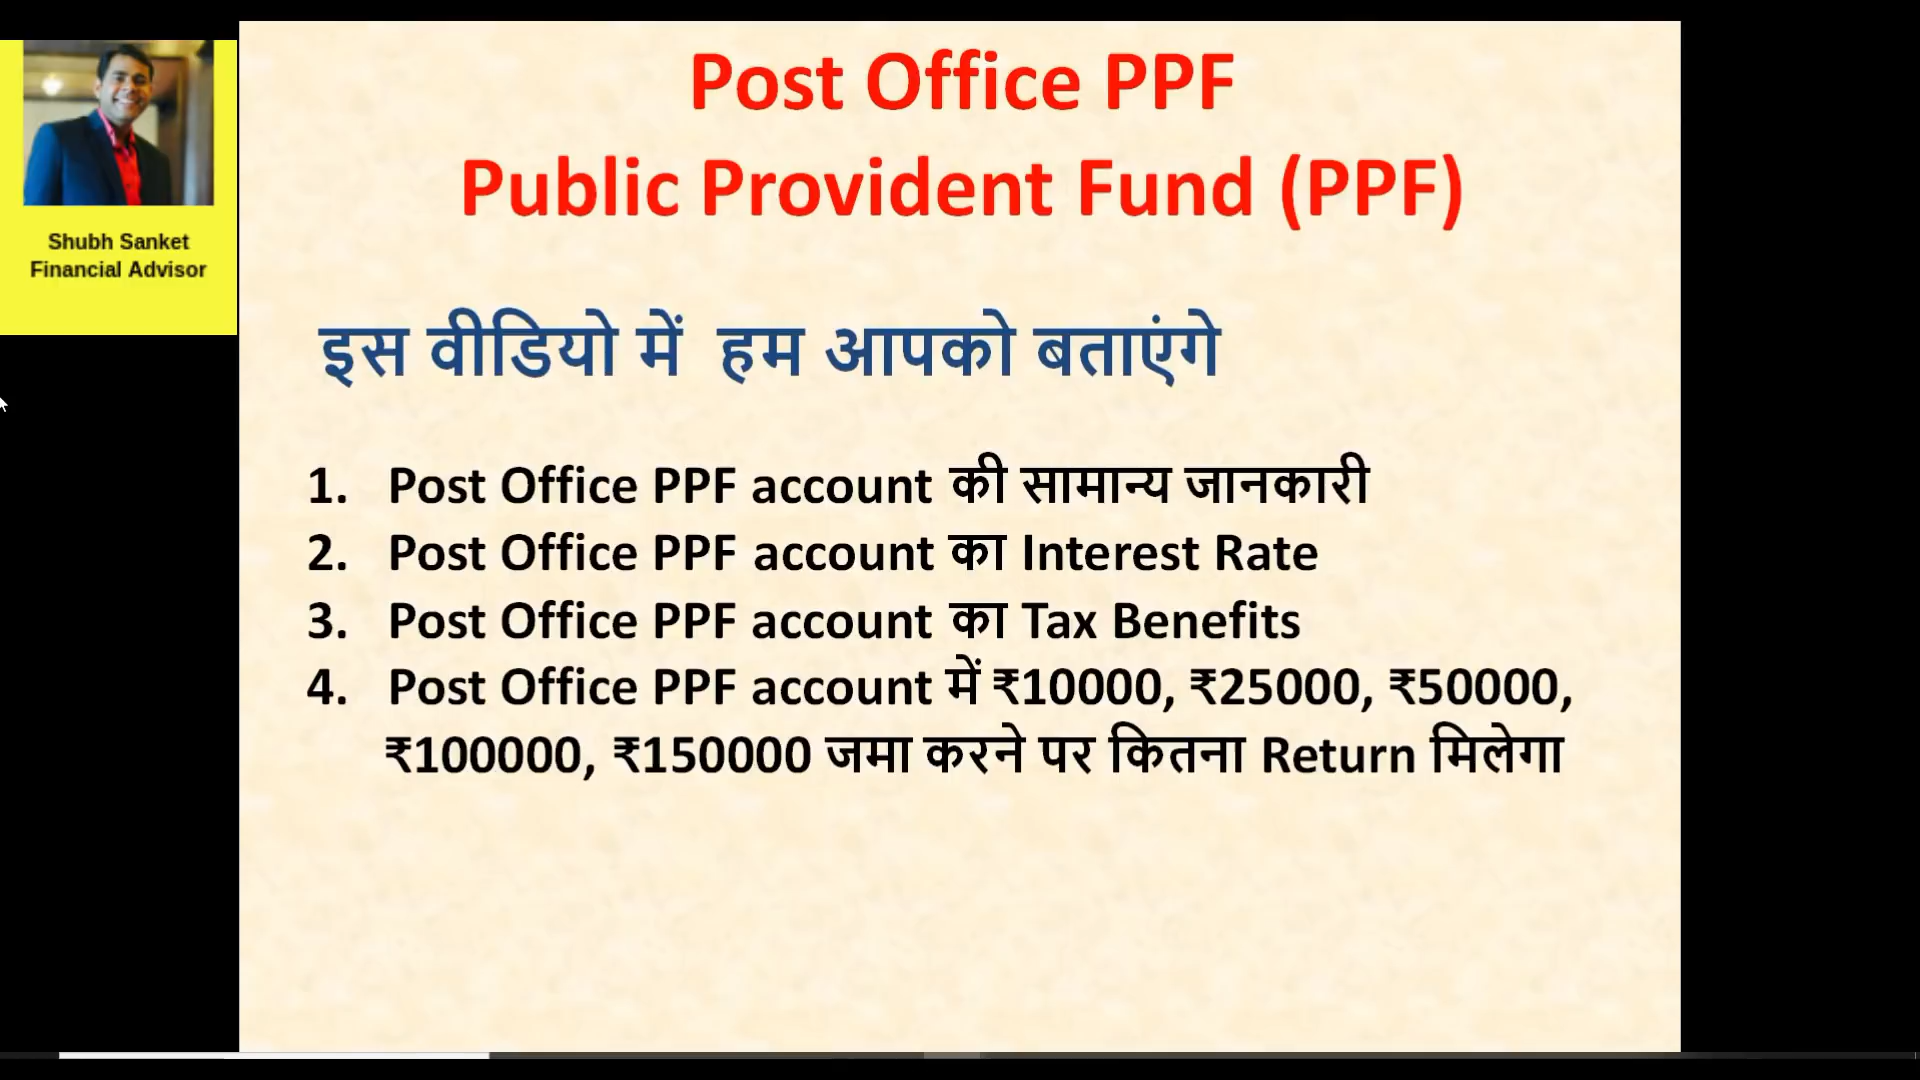 Shubh Sanket
Financial Advisor
Post Office PPF
Public Provident Fund (PPF)
इस वीडियो में हम आपको बताएंगे
1. Post Office PPF account की सामान्य जानकारी
2. Post Office PPF account का Interest Rate
3. Post Office PPF account का Tax Benefits
4. Post Office PPF account में ₹10000, ₹25000, ₹50000,
₹100000, ₹150000 जमा करने पर कितना Return मिलेगा